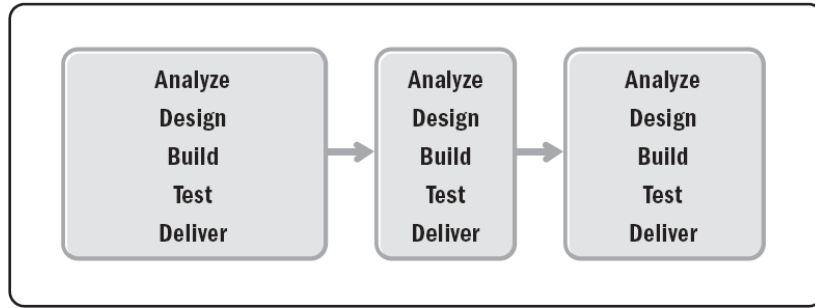 Analyze
Design
Build
Test
Deliver
Analyze
Design
Build
Test
Deliver
Analyze
Design
Build
Test
Deliver